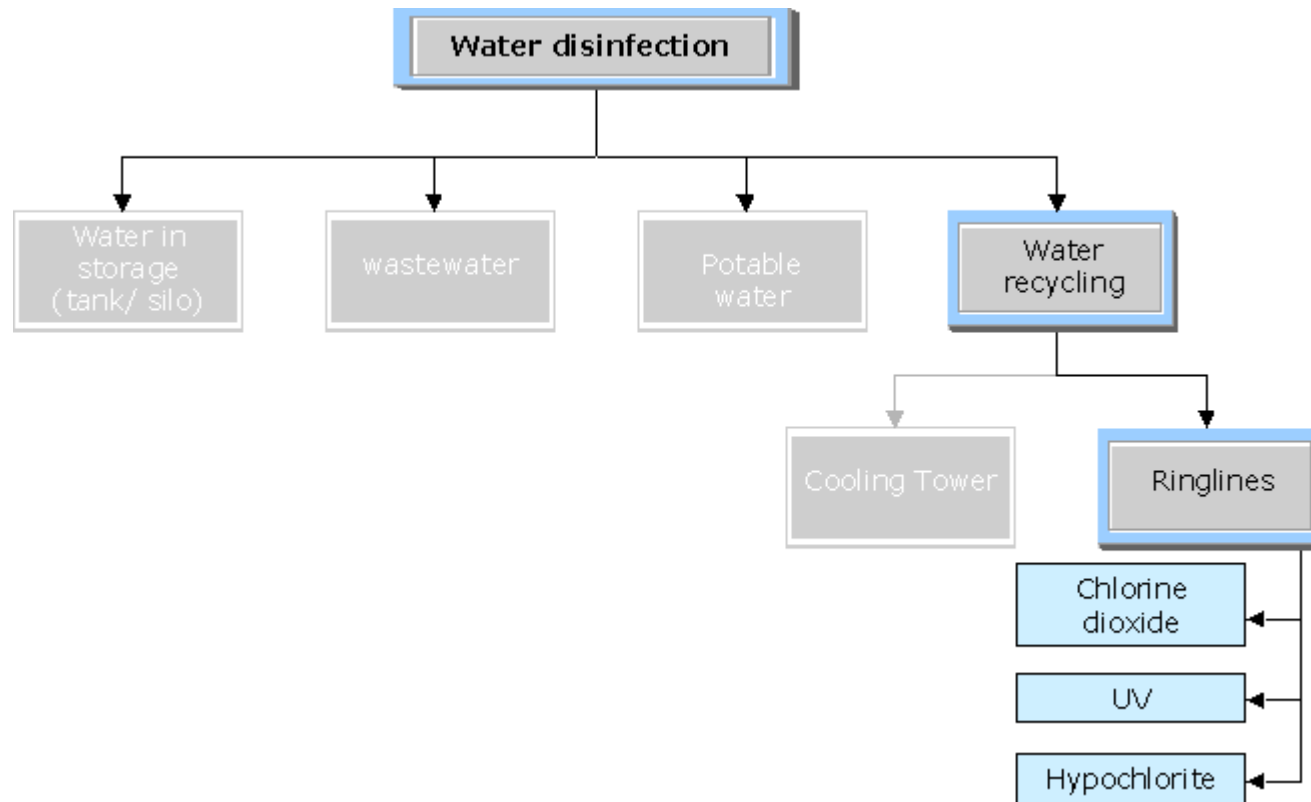 Water disinfection
Water in
storage
(tank/ silo)
wastewater
Potable
water
Water
recycling
Cooling Tower
Ringlines
Chlorine
dioxide
UV
Hypochlorite